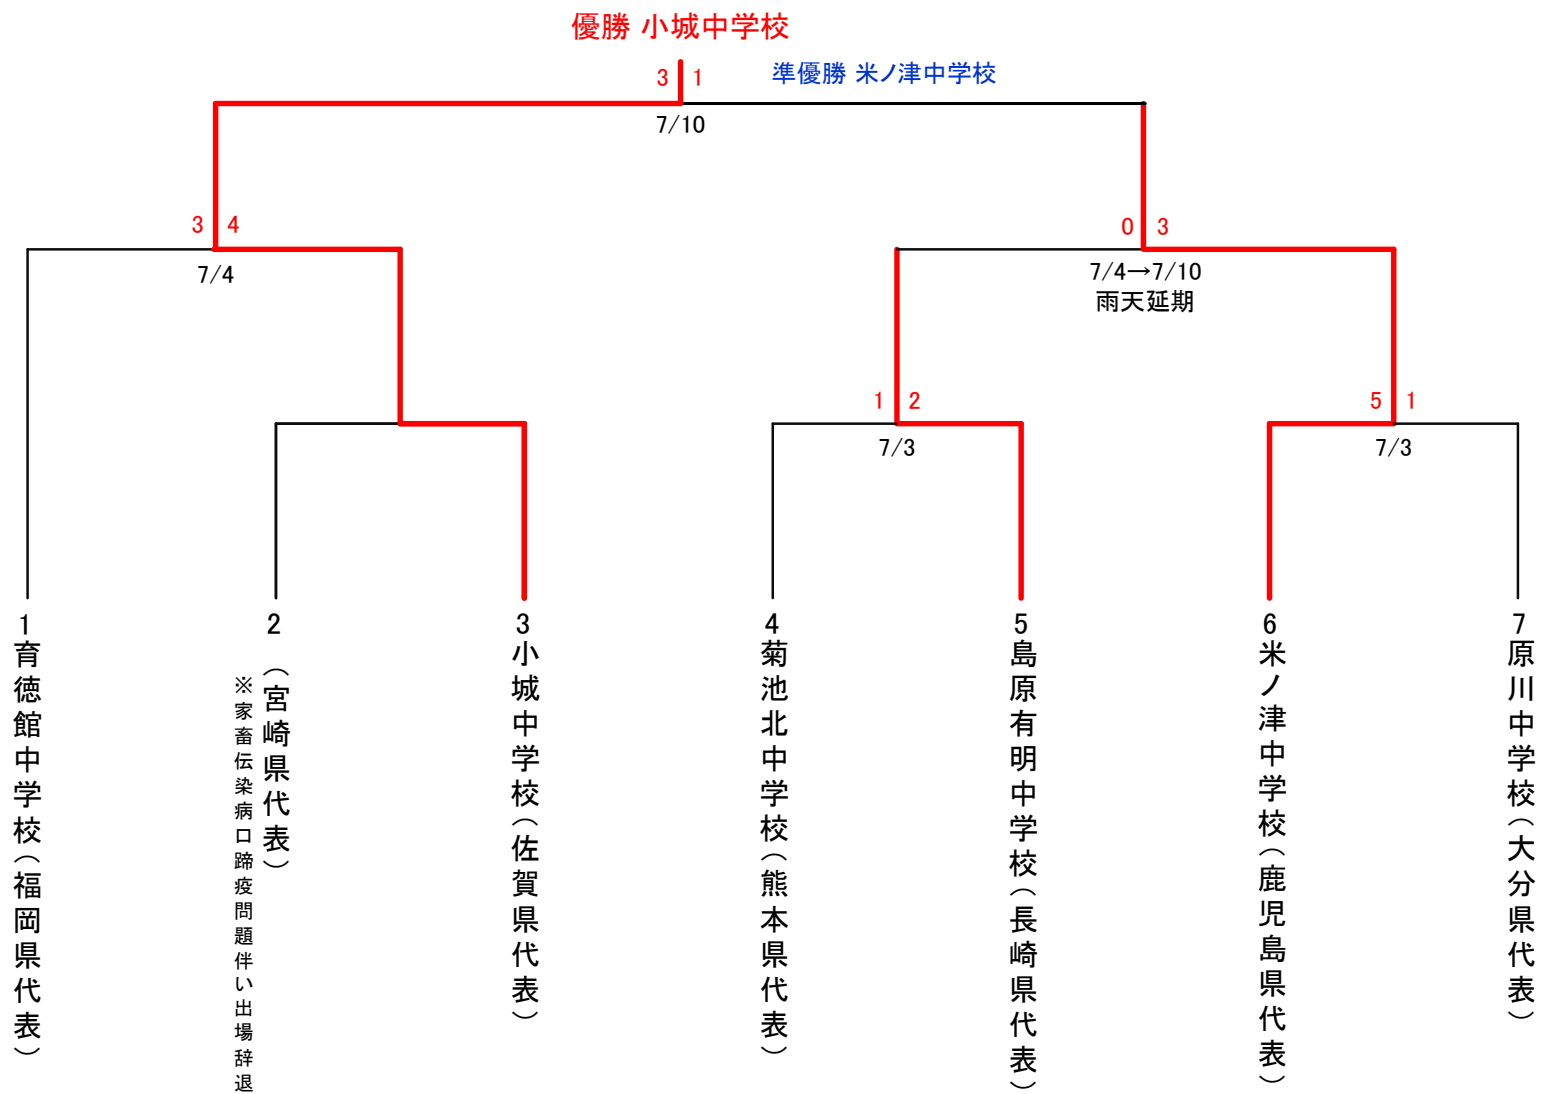 優勝 小城中学校
準優勝 米ノ津中学校
3 1
7/10
3 4
7/4
0 3
7/4→7/10
雨天延期
1 2
7/3
5 1
7/3
1
育徳館中学校(福岡県代表)
2
(宮崎県代表)
※家畜伝染病口蹄疫問題伴い出場辞退
3
小城中学校(佐賀県代表)
4
菊池北中学校(熊本県代表)
5
島原有明中学校(長崎県代表)
6
米ノ津中学校(鹿児島県代表)
7
原川中学校(大分県代表)